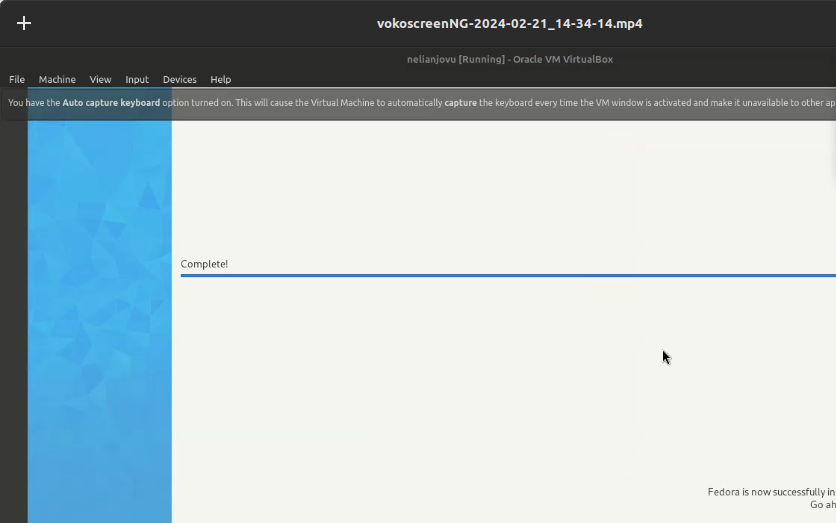 vokoscreenNG-2024-02-21_14-34-14.mp4
nelianjovu [Running] - Oracle VM VirtualBox
File Machine View Input Devices Help
You have the Auto capture keyboard option turned on. This will cause the Virtual Machine to automatically capture the keyboard every time the VM window is activated and make it unavailable to other ap
Complete!
Fedora is now successfully in
Go ah